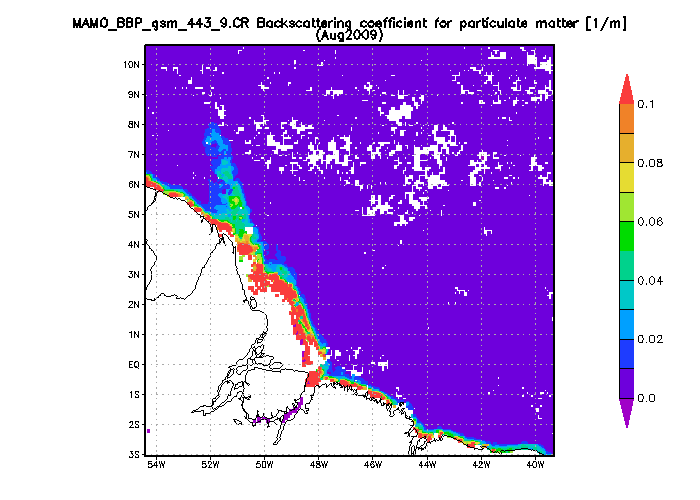 MAMO_BBP_gsm_443_9.CR Backscattering coefficient for particulate matter [1/m]
(Aug2009)
10N
9N
8N
7N
6N
5N
4N
3N
2N
1N
EQ
1S
2S
3S
54W 52W 50W 48W 46W 44W 42W 40W
0.1
0.08
0.06
0.04
0.02
0.0